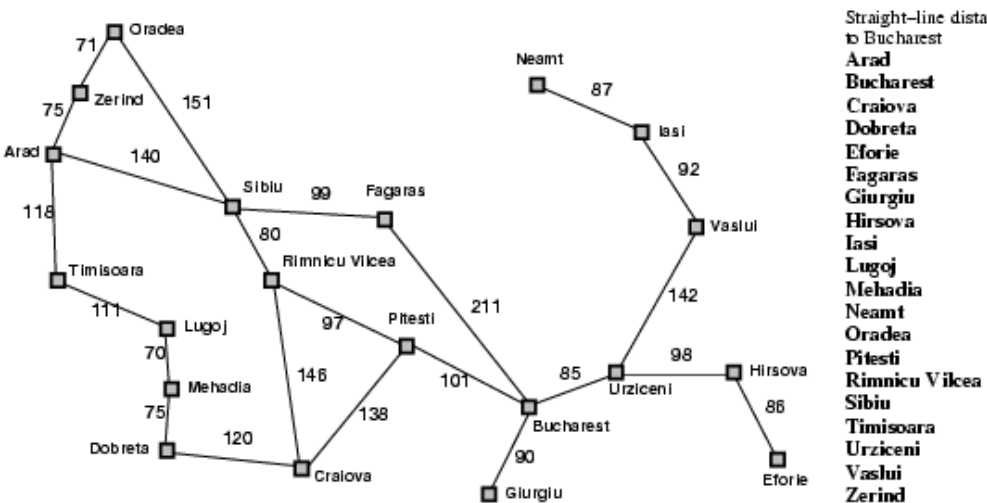 Oradea
71
Neamt
87
Zerind
151
75
Iasi
Arad
140
92
Sibiu
99
Fagaras
118
80
Vaslui
Rimnicu Vilcea
Timisoara
142
111
211
Lugoj
97
Pitesti
70
98
Hirsova
146
85
Mehadia
101
Urziceni
86
75
138
Bucharest
120
Dobreta
90
Craiova
Eforie
Giurgiu
Straight–line dista
to Bucharest
Arad
Bucharest
Craiova
Dobreta
Eforie
Fagaras
Giurgiu
Hirsova
Iasi
Lugoj
Mehadia
Neamt
Oradea
Pitesti
Rimnicu Vilcea
Sibiu
Timisoara
Urziceni
Vaslui
Zerind